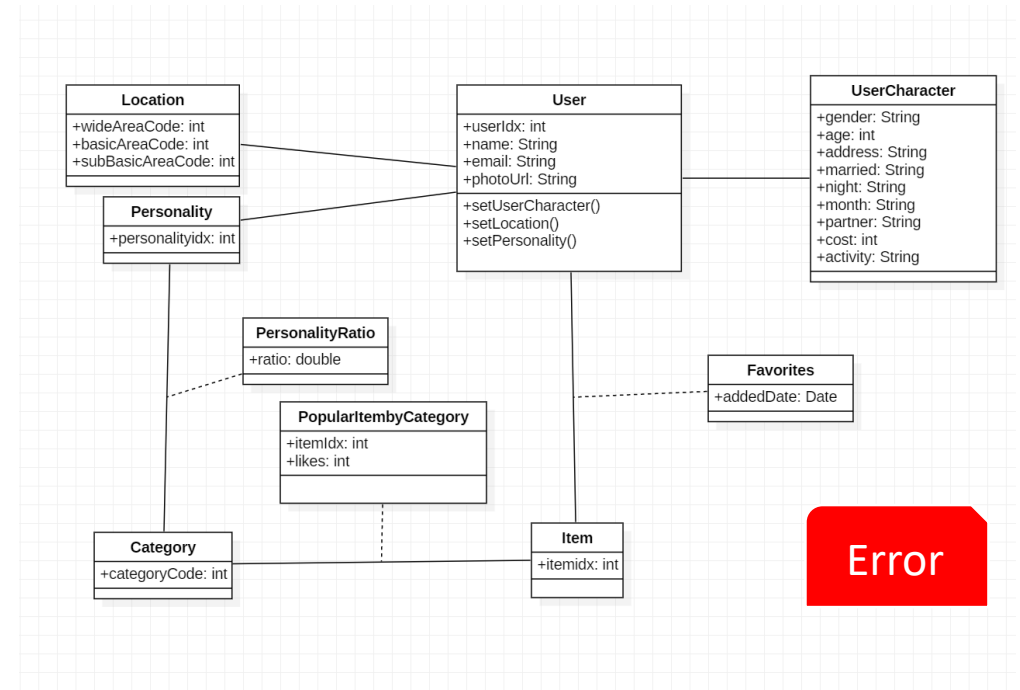 Location
+wideAreaCode: int
+basicAreaCode: int
+subBasicAreaCode: int
Personality
+personalityidx: int
User
+userIdx: int
+name: String
+email: String
+photoUrl: String
+setUserCharacter()
+setLocation()
+setPersonality()
UserCharacter
+gender: String
+age: int
+address: String
+married: String
+night: String
+month: String
+partner: String
+cost: int
+activity: String
PersonalityRatio
+ratio: double
PopularItembyCategory
+itemIdx: int
+likes: int
Favorites
+addedDate: Date
Category
+categoryCode: int
Item
+itemidx: int
Error